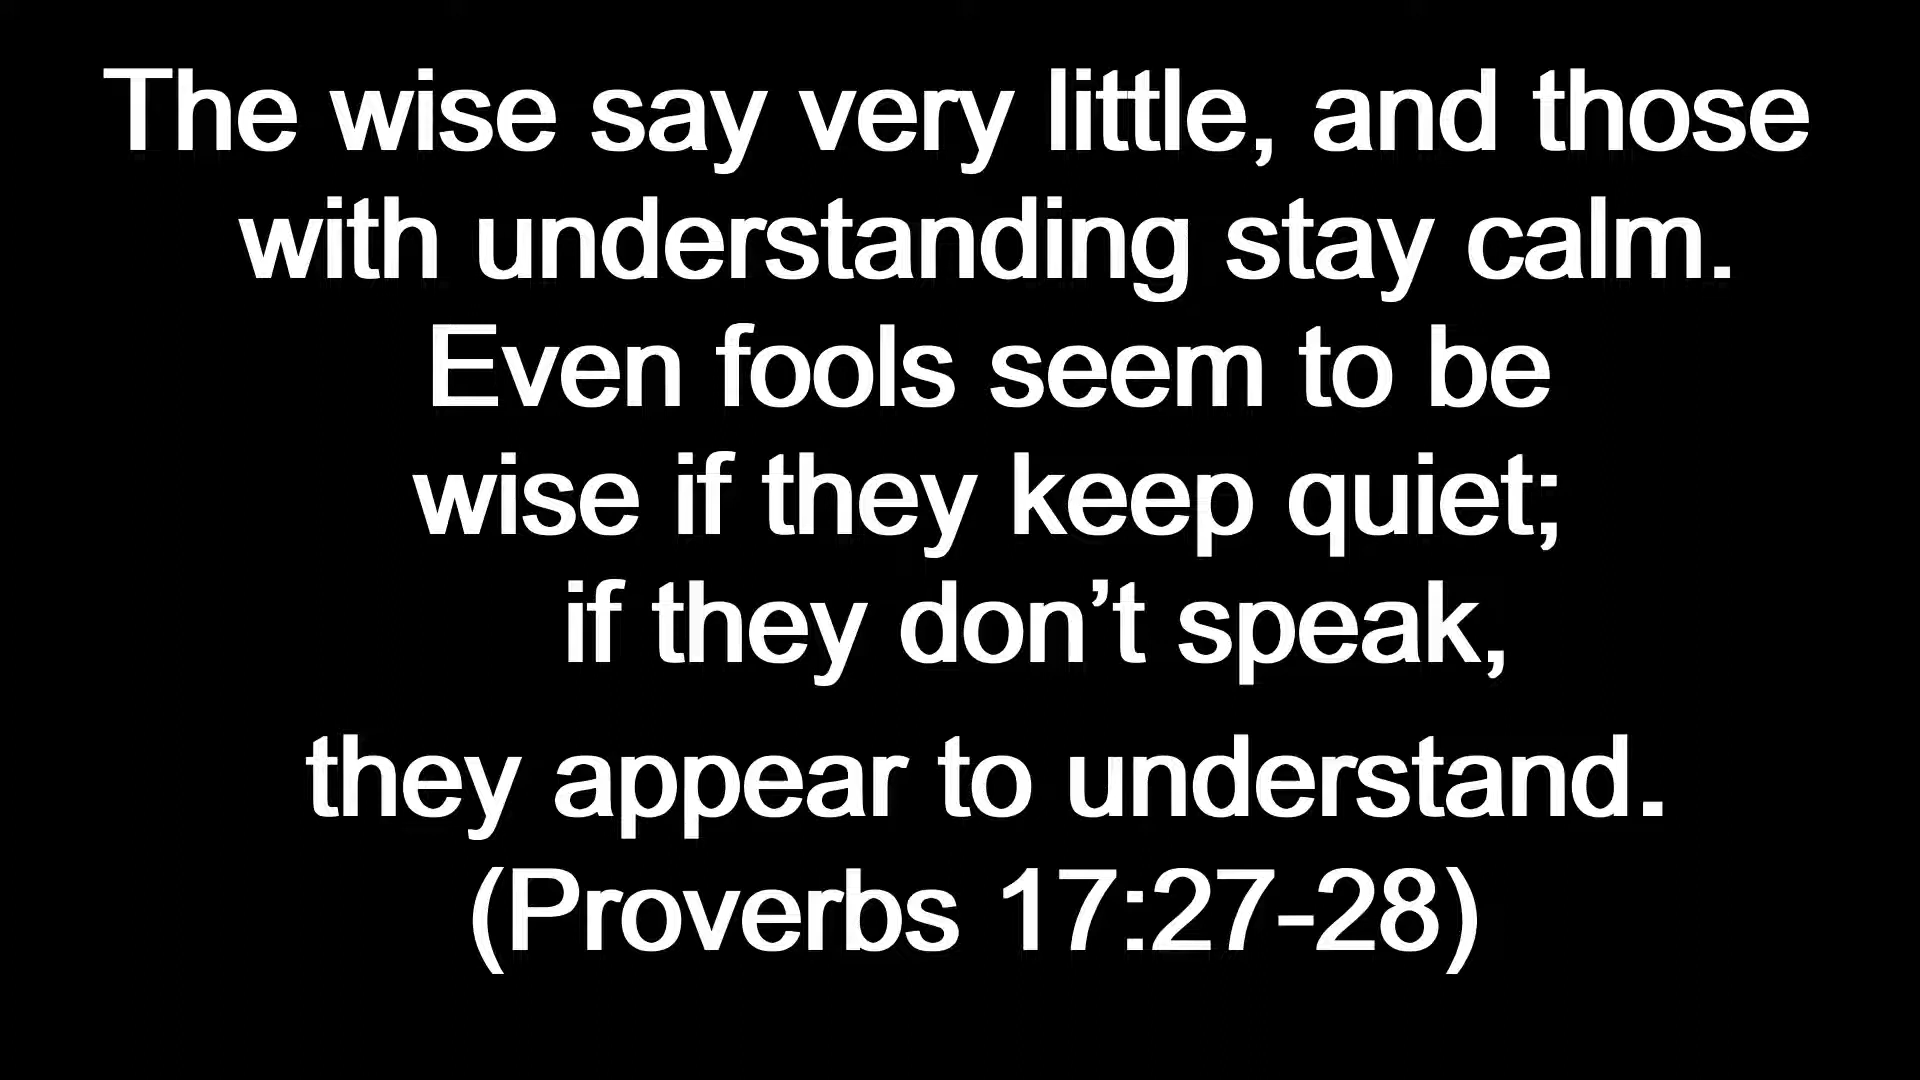 The wise say very little, and those
with understanding stay calm.
Even fools seem to be
wise if they keep quiet;
if they don’t speak,
they appear to understand.
(Proverbs 17:27-28)